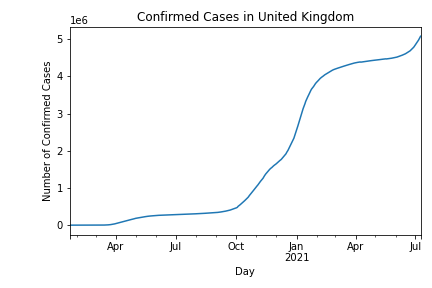 Confirmed Cases in United Kingdom
1e6
5
4
3
2
1
0
Number of Confirmed Cases
Apr
Jul
Oct
Jan
2021
Apr
Jul
Day